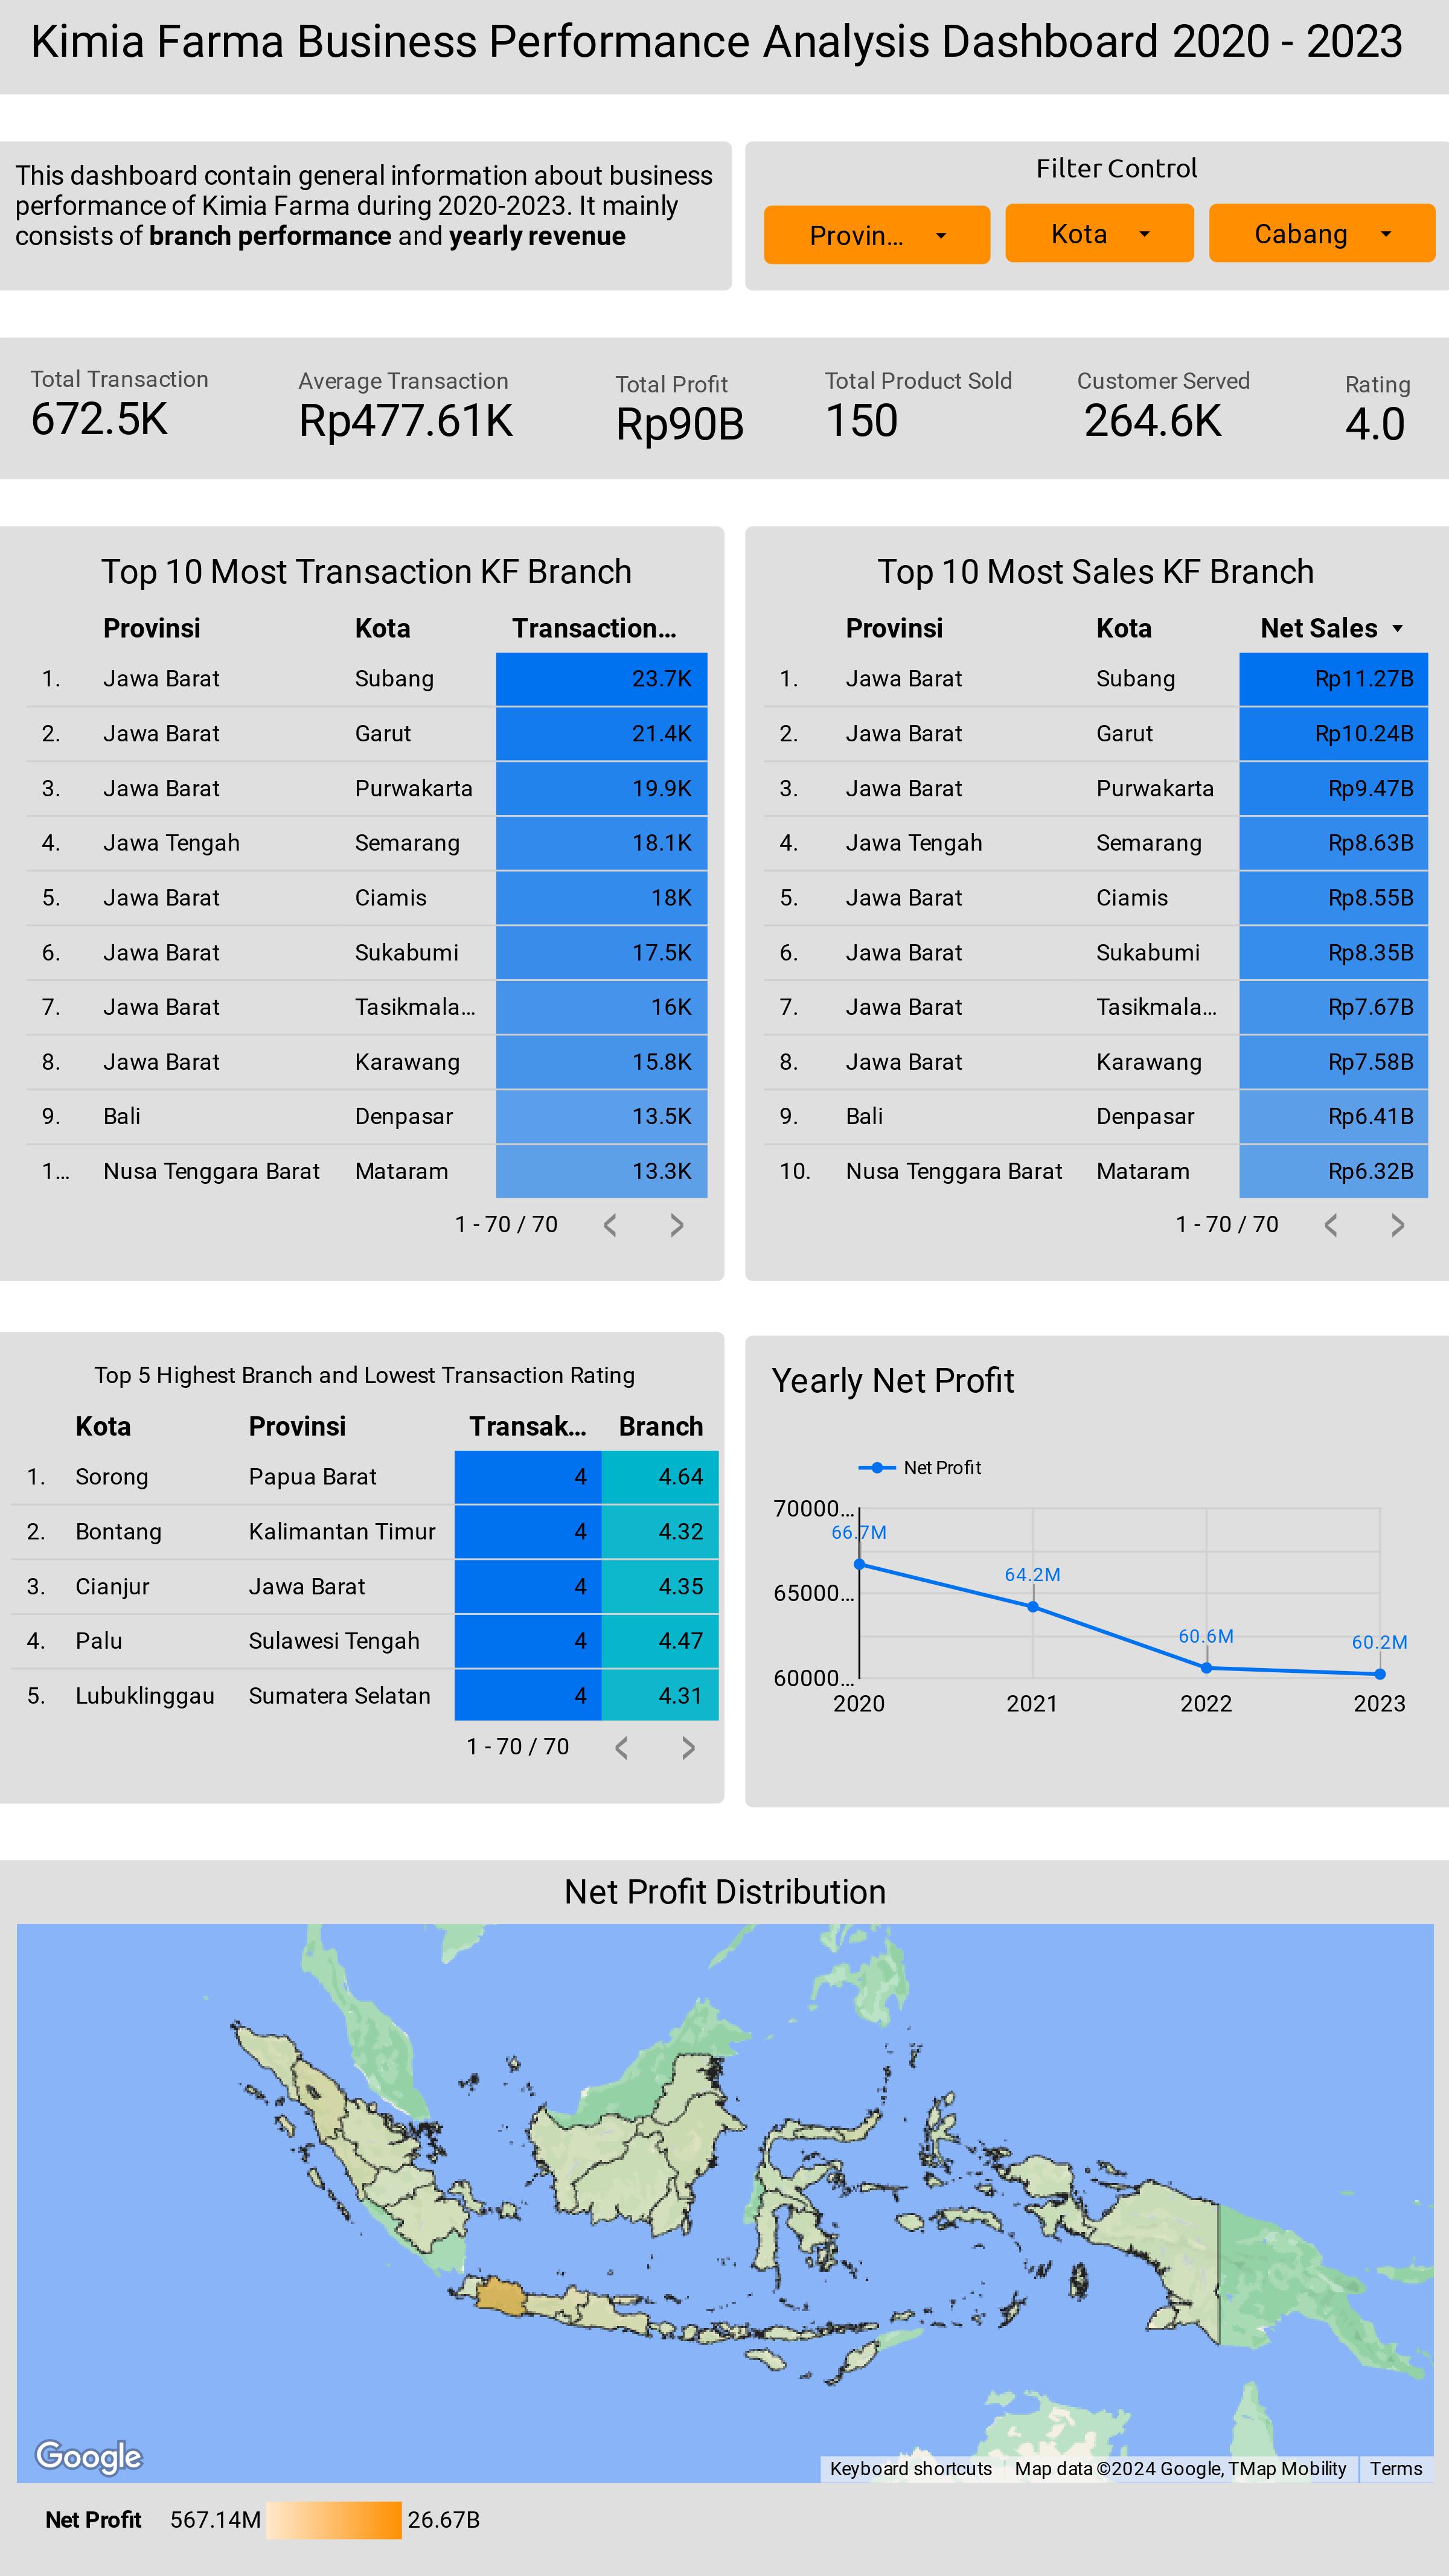 Kimia Farma Business Performance Analysis Dashboard 2020 - 2023
This dashboard contain general information about business
performance of Kimia Farma during 2020-2023. It mainly
consists of branch performance and yearly revenue
Filter Control
Provin... Kota Cabang
Total Transaction
672.5K
Average Transaction
Rp477.61K
Total Profit
Rp90B
Total Product Sold
150
Customer Served
264.6K
Rating
4.0
Top 10 Most Transaction KF Branch
Provinsi Kota Transaction...
1. Jawa Barat Subang 23.7K
2. Jawa Barat Garut 21.4K
3. Jawa Barat Purwakarta 19.9K
4. Jawa Tengah Semarang 18.1K
5. Jawa Barat Ciamis 18K
6. Jawa Barat Sukabumi 17.5K
7. Jawa Barat Tasikmala... 16K
8. Jawa Barat Karawang 15.8K
9. Bali Denpasar 13.5K
1... Nusa Tenggara Barat Mataram 13.3K
1 - 70 / 70
Top 10 Most Sales KF Branch
Provinsi Kota Net Sales
1. Jawa Barat Subang Rp11.27B
2. Jawa Barat Garut Rp10.24B
3. Jawa Barat Purwakarta Rp9.47B
4. Jawa Tengah Semarang Rp8.63B
5. Jawa Barat Ciamis Rp8.55B
6. Jawa Barat Sukabumi Rp8.35B
7. Jawa Barat Tasikmala... Rp7.67B
8. Jawa Barat Karawang Rp7.58B
9. Bali Denpasar Rp6.41B
10. Nusa Tenggara Barat Mataram Rp6.32B
1 - 70 / 70
Top 5 Highest Branch and Lowest Transaction Rating
Kota Provinsi Transak... Branch
1. Sorong Papua Barat 4 4.64
2. Bontang Kalimantan Timur 4 4.32
3. Cianjur Jawa Barat 4 4.35
4. Palu Sulawesi Tengah 4 4.47
5. Lubuklinggau Sumatera Selatan 4 4.31
1 - 70 / 70
Yearly Net Profit
Net Profit
70000...
66.7M
64.2M
65000...
60.6M
60.2M
60000...
2020 2021 2022 2023
Net Profit Distribution
Google
Keyboard shortcuts Map data ©2024 Google, TMap Mobility Terms
Net Profit 567.14M 26.67B